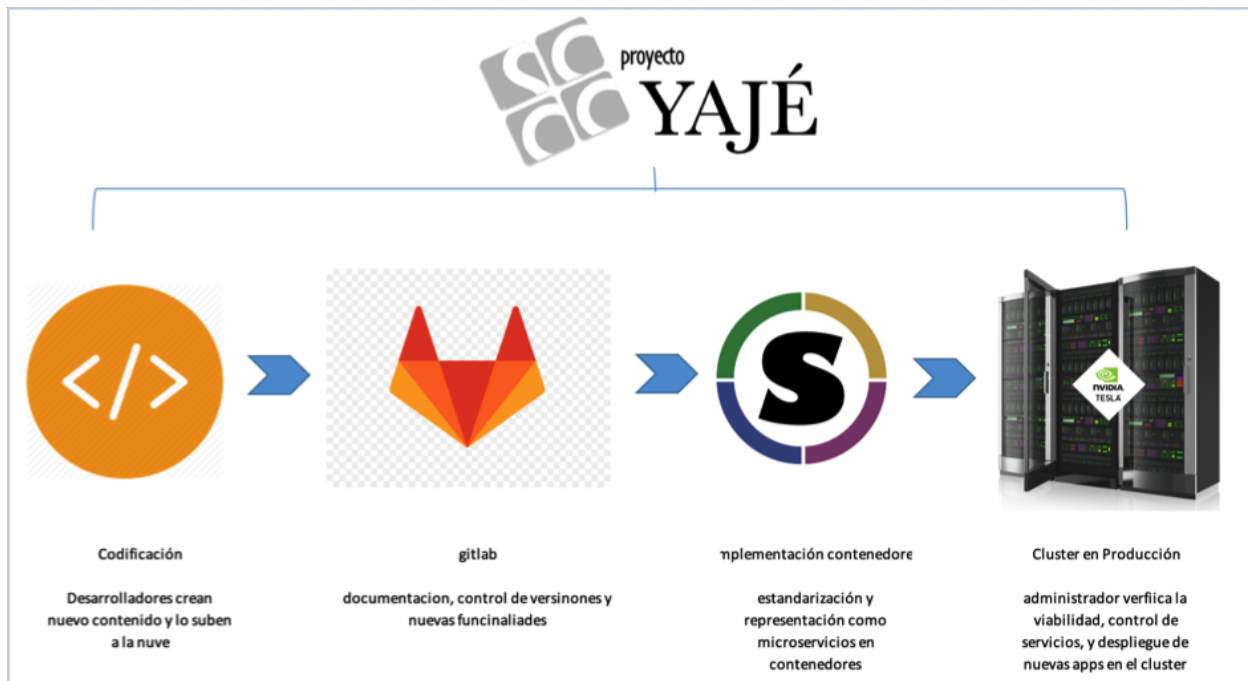 proyecto
YAJÉ
</>
S
NVIDIA.
TESLA
Codificación
Desarrolladores crean
nuevo contenido y lo suben
a la nuve
gitlab
documentacion, control de versinones y
nuevas funcinaliades
mplementación contenedore
estandarización y
representación como
microservicios en
contenedores
Cluster en Producción
administrador verfiica la
viabilidad, control de
servicios, y despliegue de
nuevas apps en el cluster